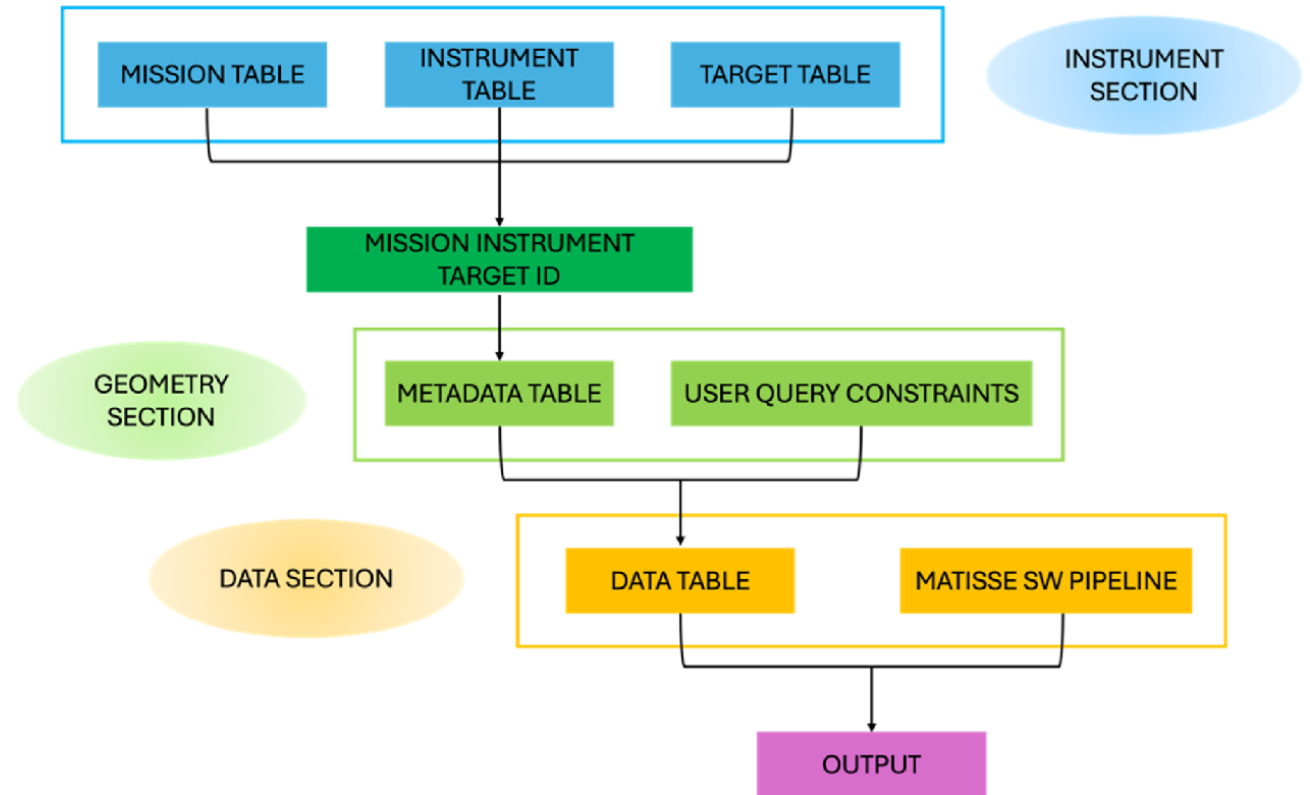 MISSION TABLE
INSTRUMENT
TABLE
TARGET TABLE
INSTRUMENT
SECTION
MISSION INSTRUMENT
TARGET ID
GEOMETRY
SECTION
METADATA TABLE
USER QUERY CONSTRAINTS
DATA SECTION
DATA TABLE
MATISSE SW PIPELINE
OUTPUT